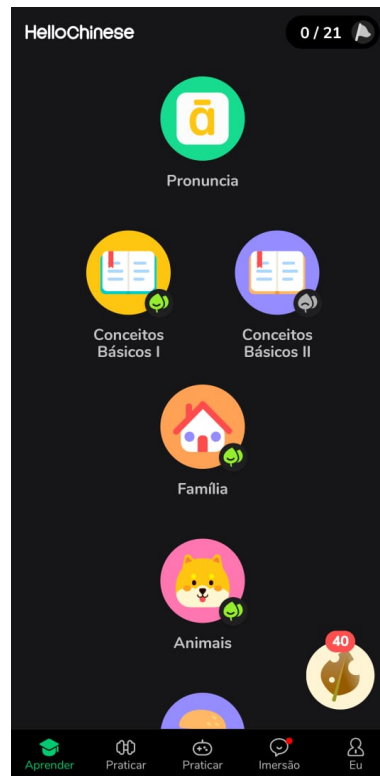 HelloChinese
0 / 21
ā
Pronuncia
Conceitos
Básicos I
Conceitos
Básicos II
Família
Animais
40
Aprender
Praticar
Praticar
Imersão
Eu